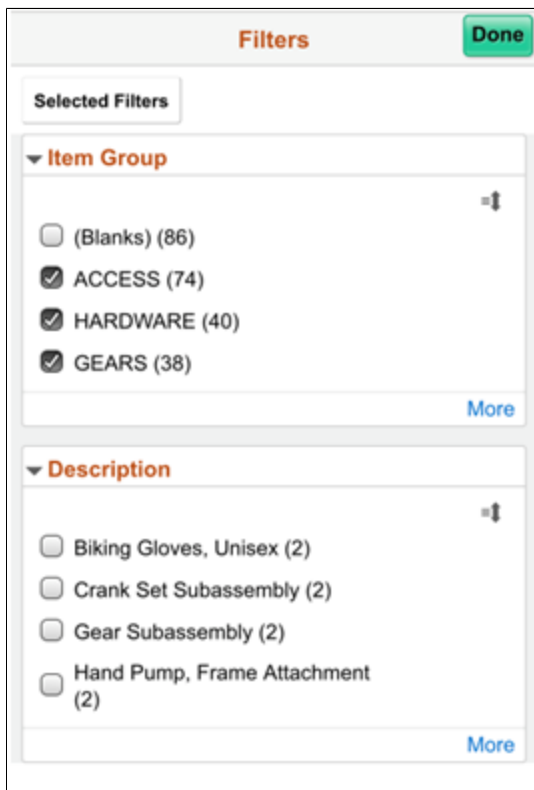 Filters
Done
Selected Filters
Item Group
(Blanks) (86)
ACCESS (74)
HARDWARE (40)
GEARS (38)
More
Description
Biking Gloves, Unisex (2)
Crank Set Subassembly (2)
Gear Subassembly (2)
Hand Pump, Frame Attachment
(2)
More